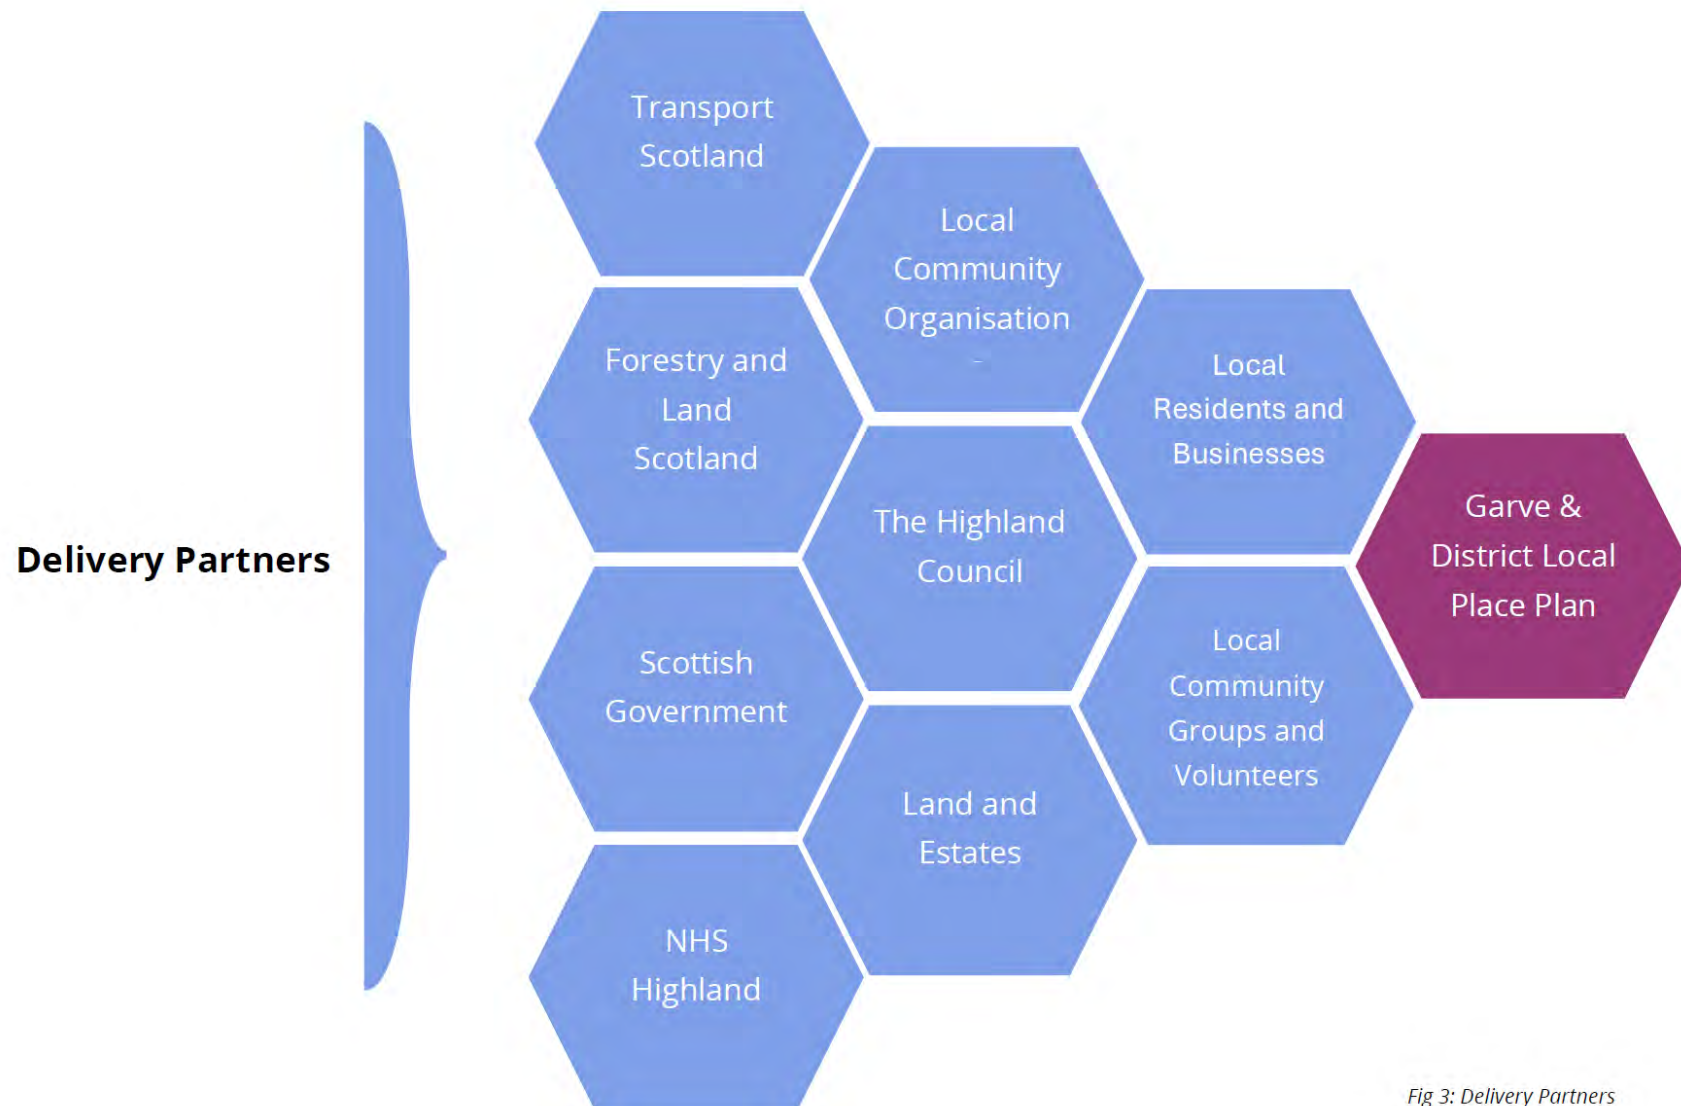 Delivery Partners
Transport
Scotland
Forestry and
Land
Scotland
Scottish
Government
NHS
Highland
Local
Community
Organisation
The Highland
Council
Land and
Estates
Local
Residents and
Businesses
Local
Community
Groups and
Volunteers
Garve &
District Local
Place Plan
Fig 3: Delivery Partners